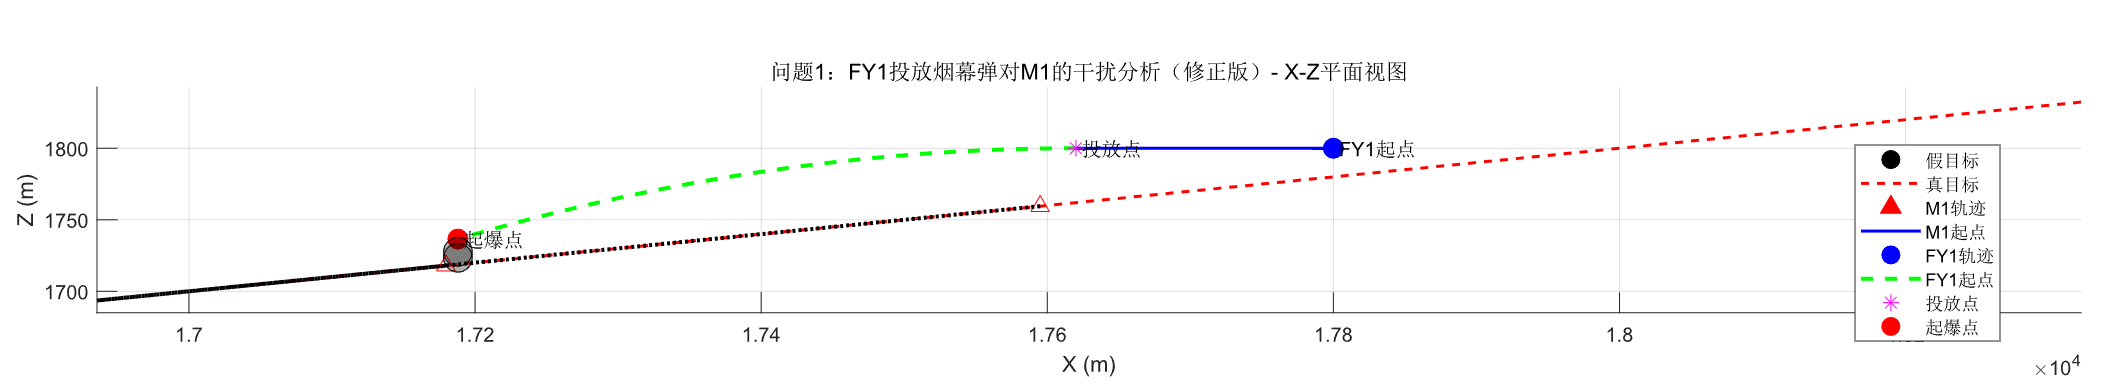 问题1：FY1投放烟幕弹对M1的干扰分析（修正版）- X-Z平面视图
Z (m)
1800
1750
1700
投放点
FY1起点
起爆点
假目标
真目标
M1轨迹
M1起点
FY1轨迹
FY1起点
投放点
起爆点
1.7
1.72
1.74
1.76
1.78
1.8
X (m)
×10⁴